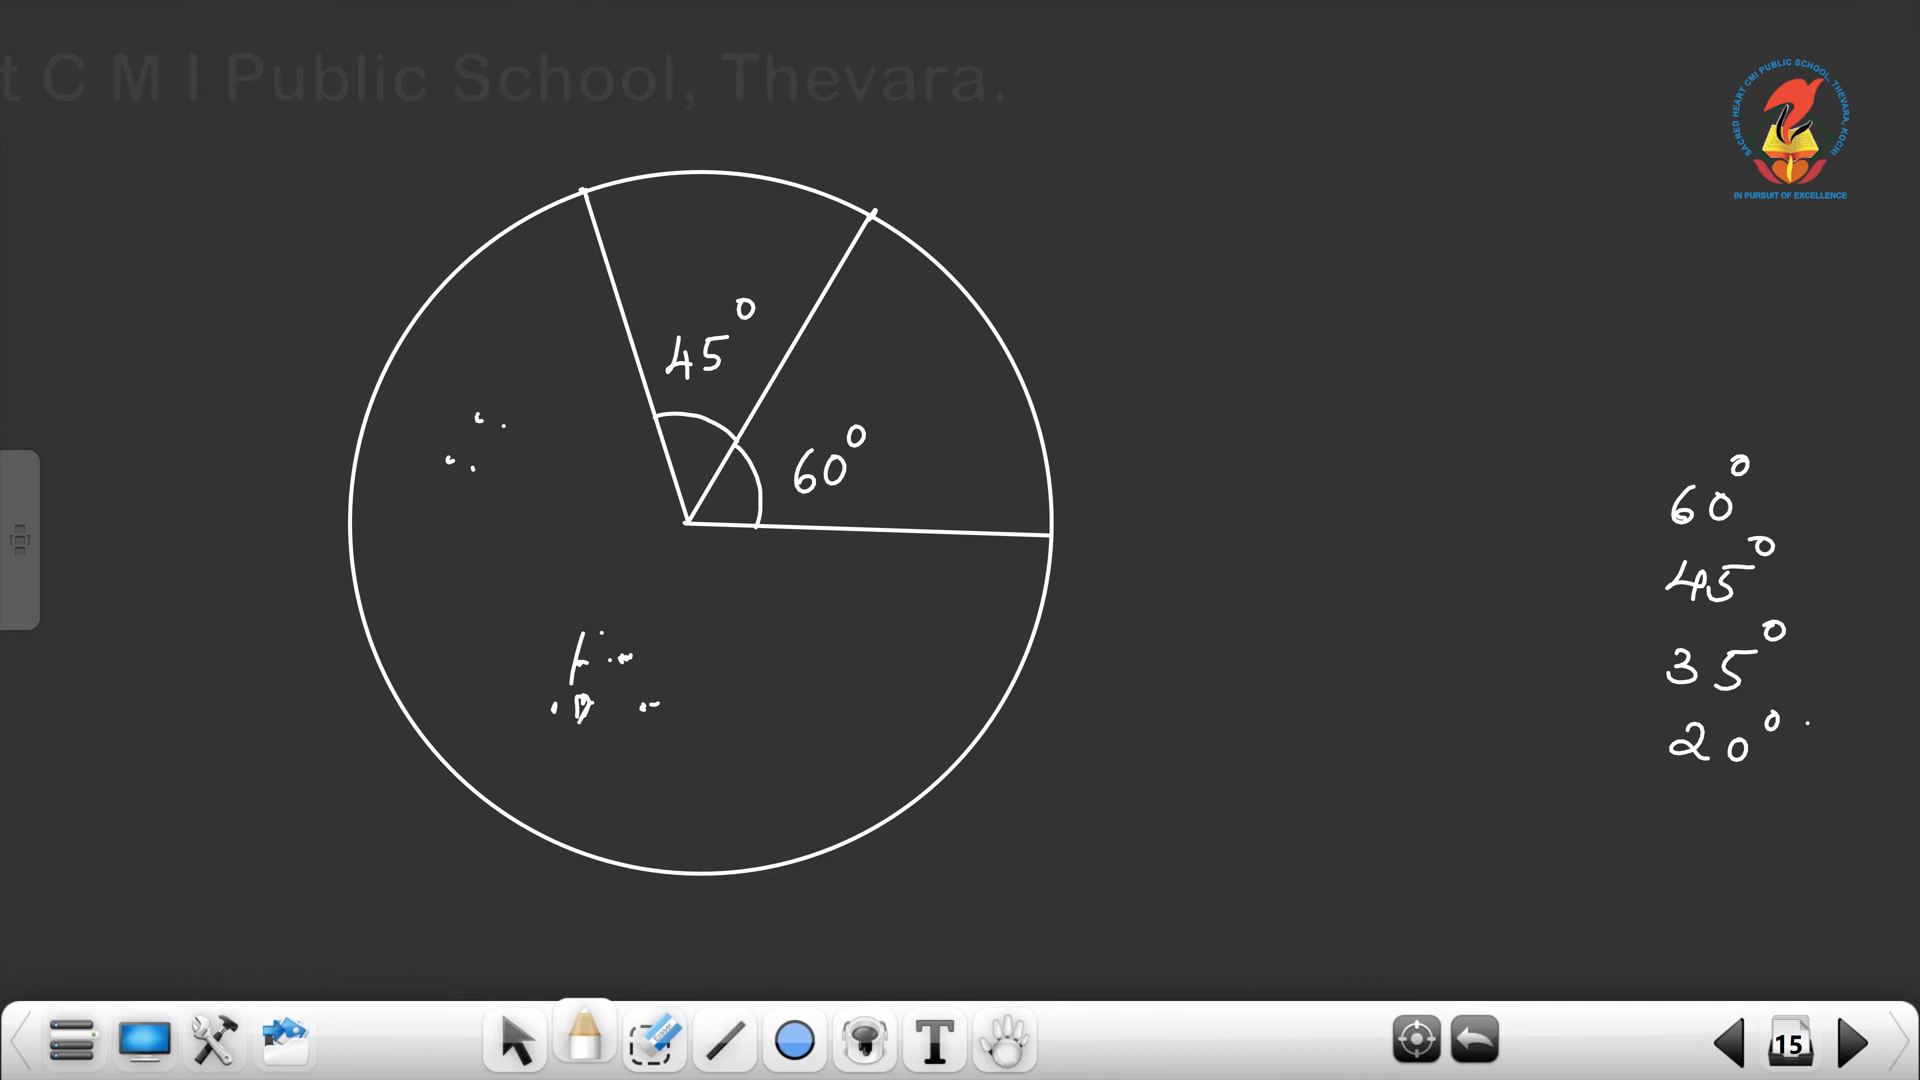 t C M I Public School, Thevara.
SACRED HEART CMI PUBLIC SCHOOL, THEVARA, KOCHI
IN PURSUIT OF EXCELLENCE
45°
60°
60°
45°
35°
20°
Eraser
T
15